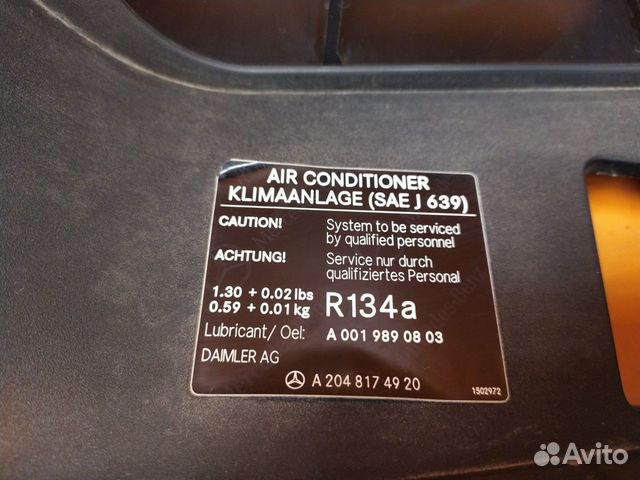 AIR CONDITIONER
KLIMAANLAGE (SAE J 639)
CAUTION! System to be serviced
by qualified personnel
ACHTUNG! Service nur durch
qualifiziertes Personal
1.30 + 0.02 lbs
0.59 + 0.01 kg R134a
Lubricant/ Oel: A 001 989 08 03
DAIMLER AG
A 204 817 49 20
1502972
Avito